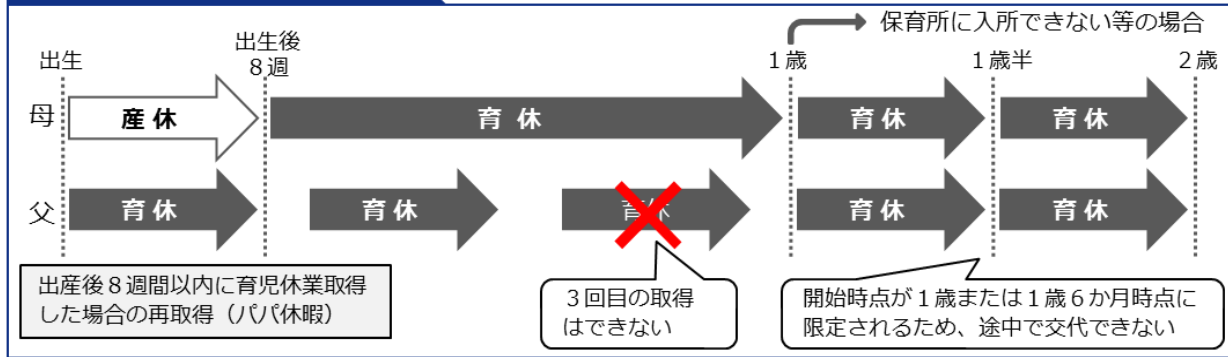 保育所に入所できない等の場合
出生
出生後
８週
１歳
１歳半
２歳
母
産 休
育 休
育 休
育 休
父
育 休
育 休
育休
育 休
育 休
出産後８週間以内に育児休業取得
した場合の再取得（パパ休暇）
３回目の取得
はできない
開始時点が１歳または１歳６か月時点に
限定されるため、途中で交代できない